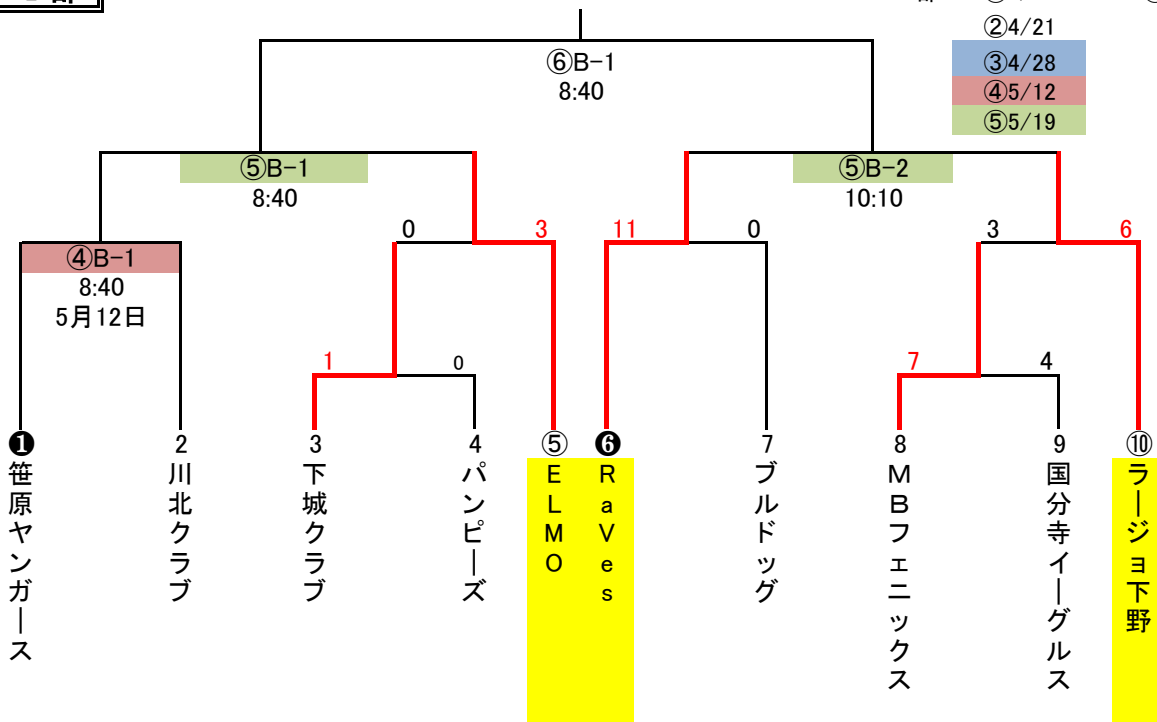 ②4/21
⑥B-1
8:40
③4/28
④5/12
⑤5/19
⑤B-1
8:40
⑤B-2
10:10
0
3
11
0
3
6
④B-1
8:40
5月12日
1
0
7
4
❶
笹原ヤンガース
2
川北クラブ
3
下城クラブ
4
パンピーズ
⑤
ELMO
❻
RaVes
7
ブルドッグ
8
MBフェニックス
9
国分寺イーグルス
⑩
ラージョ下野